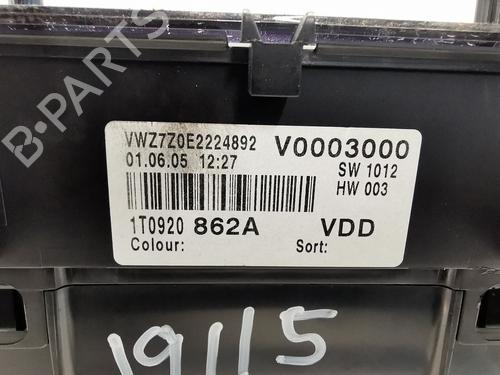 VWZ7Z0E2224892 V0003000
01.06.05 12:27 SW 1012
HW 003
1T0920 862A VDD
Colour: Sort:
19115
B-PARTS